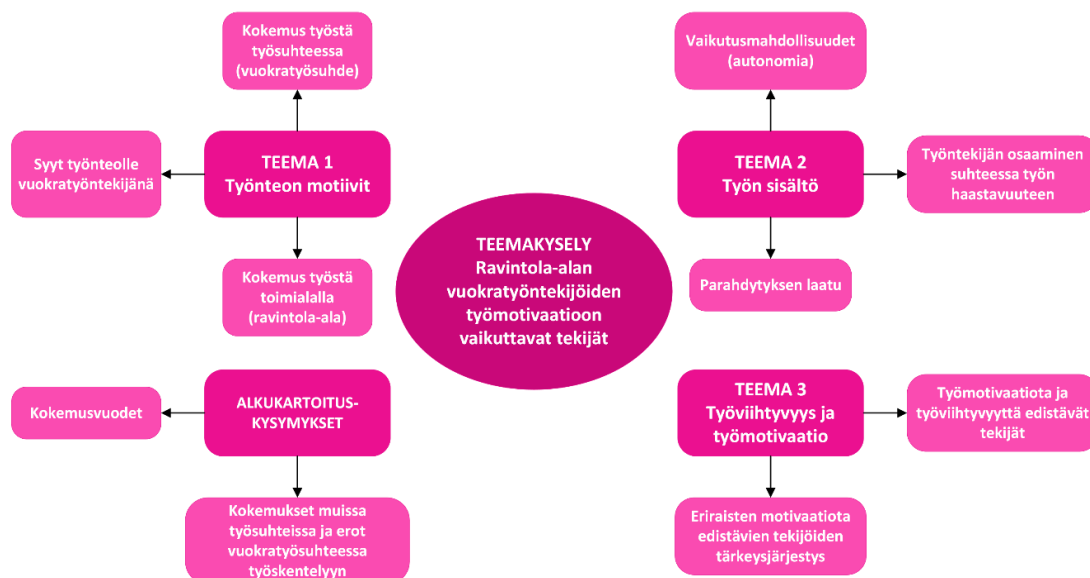 Kokemus työstä
työsuhteessa
(vuokratyösuhde)
Syyt työnteolle
vuokratyöntekijänä
TEEMA 1
Työnteon motiivit
Kokemus työstä
toimialalla
(ravintola-ala)
Vaikutusmahdollisuudet
(autonomia)
TEEMA 2
Työn sisältö
Työntekijän osaaminen
suhteessa työn
haastavuuteen
Parahdytyksen laatu
TEEMAKYSELY
Ravintola-alan
vuokratyöntekijöiden
työmotivaatioon
vaikuttavat tekijät
Kokemusvuodet
ALKUKARTOITUS-
KYSYMYKSET
Kokemukset muissa
työsuhteissa ja erot
vuokratyösuhteessa
työskentelyyn
TEEMA 3
Työviihtyvyys ja
työmotivaatio
Työmotivaatiota ja
työviihtyvyyttä edistävät
tekijät
Eriraisten motivaatiota
edistävien tekijöiden
tärkeysjärjestys